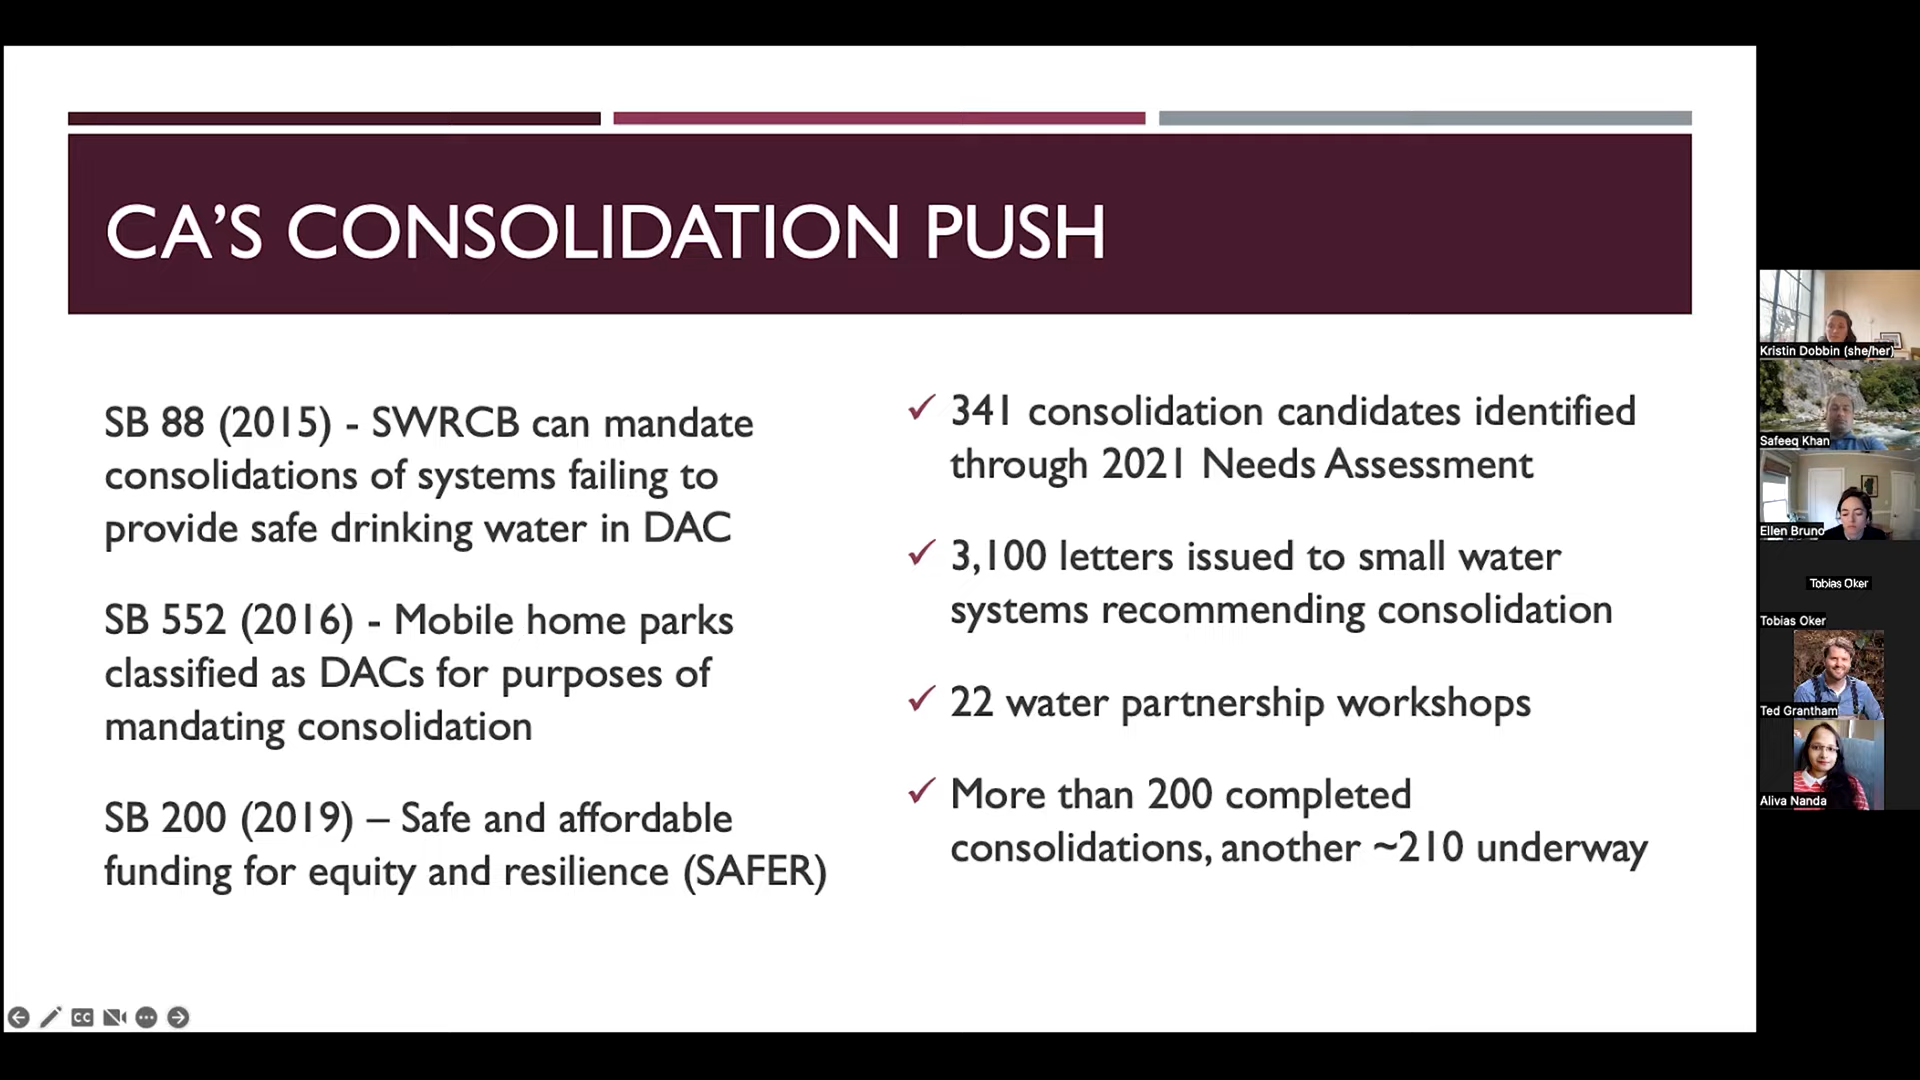 CA'S CONSOLIDATION PUSH
SB 88 (2015) - SWRCB can mandate
consolidations of systems failing to
provide safe drinking water in DAC
SB 552 (2016) - Mobile home parks
classified as DACs for purposes of
mandating consolidation
SB 200 (2019) – Safe and affordable
funding for equity and resilience (SAFER)
341 consolidation candidates identified
through 2021 Needs Assessment
3,100 letters issued to small water
systems recommending consolidation
22 water partnership workshops
More than 200 completed
consolidations, another ~210 underway
Kristin Dobbin (she/her)
Safeeq Khan
Ellen Bruno
Tobias Oker
Tobias Oker
Ted Grantham
Aliva Nanda
CC